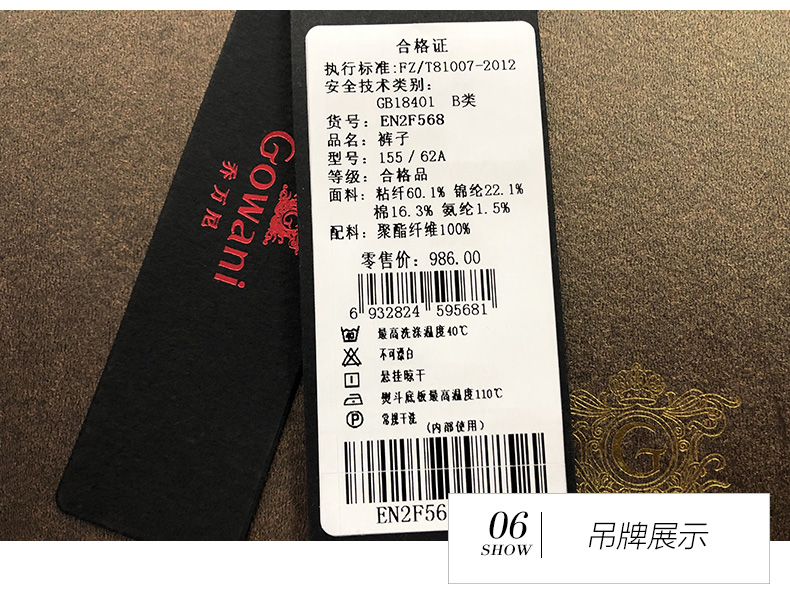 合格证
执行标准:FZ/T81007-2012
安全技术类别:
GB18401 B类
货号: EN2F568
品名: 裤子
型号: 155/62A
等级: 合格品
面料: 粘纤60.1% 锦纶22.1%
棉16.3% 氨纶1.5%
配料: 聚酯纤维100%
零售价: 986.00
6 932824 595681
最高洗涤温度40℃
不可漂白
悬挂晾干
熨斗底板最高温度110℃
常规干洗
(内部使用)
EN2F56
Gowani
乔万尼
G
P
06
SHOW
吊牌展示